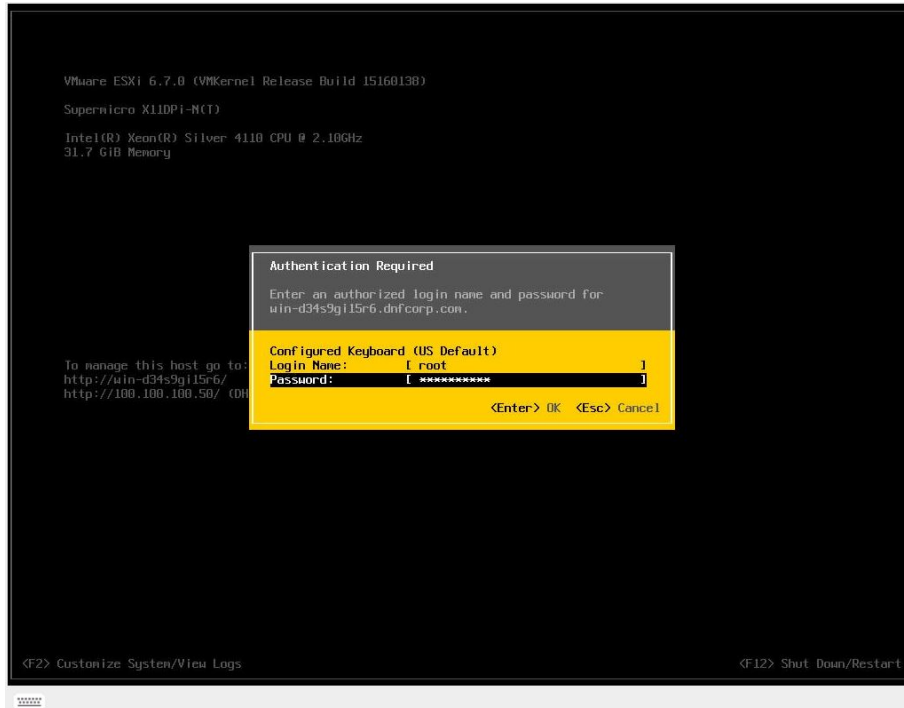 VMware ESXi 6.7.0 (VMKernel Release Build 15160138)
Supermicro X11DPi-N(T)
Intel(R) Xeon(R) Silver 4110 CPU @ 2.10GHz
31.7 GiB Memory
Authentication Required
Enter an authorized login name and password for
win-d34s9gi15r6.dnfcorp.com.
Configured Keyboard (US Default)
Login Name: [ root ]
Password: [ ********** ]
<Enter> OK <Esc> Cancel
To manage this host go to:
http://win-d34s9gi15r6/
http://100.100.100.50/ (DH
<F2> Customize System/View Logs
<F12> Shut Down/Restart